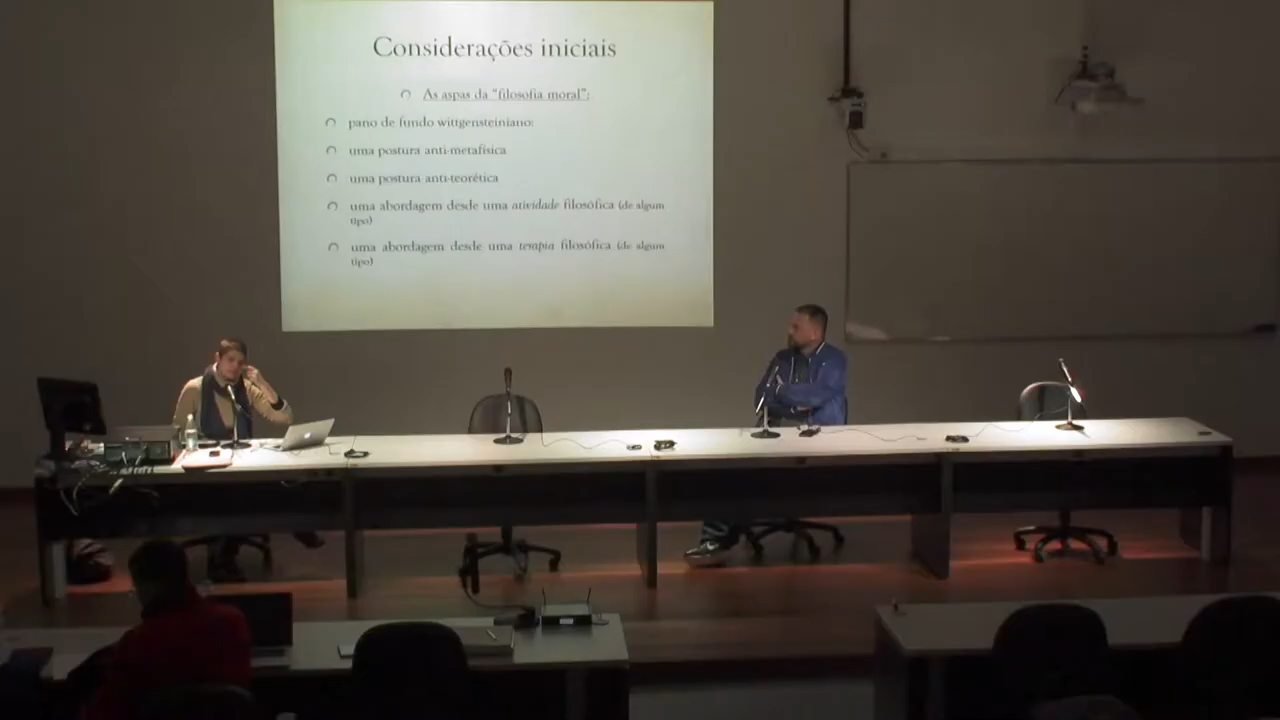 Considerações iniciais
As aspas da “filosofia moral”:
pano de fundo wittgensteiniano:
uma postura anti-metafísica
uma postura anti-teorética
uma abordagem desde uma atividade filosófica (de algum
tipo)
uma abordagem desde uma terapia filosófica (de algum
tipo)